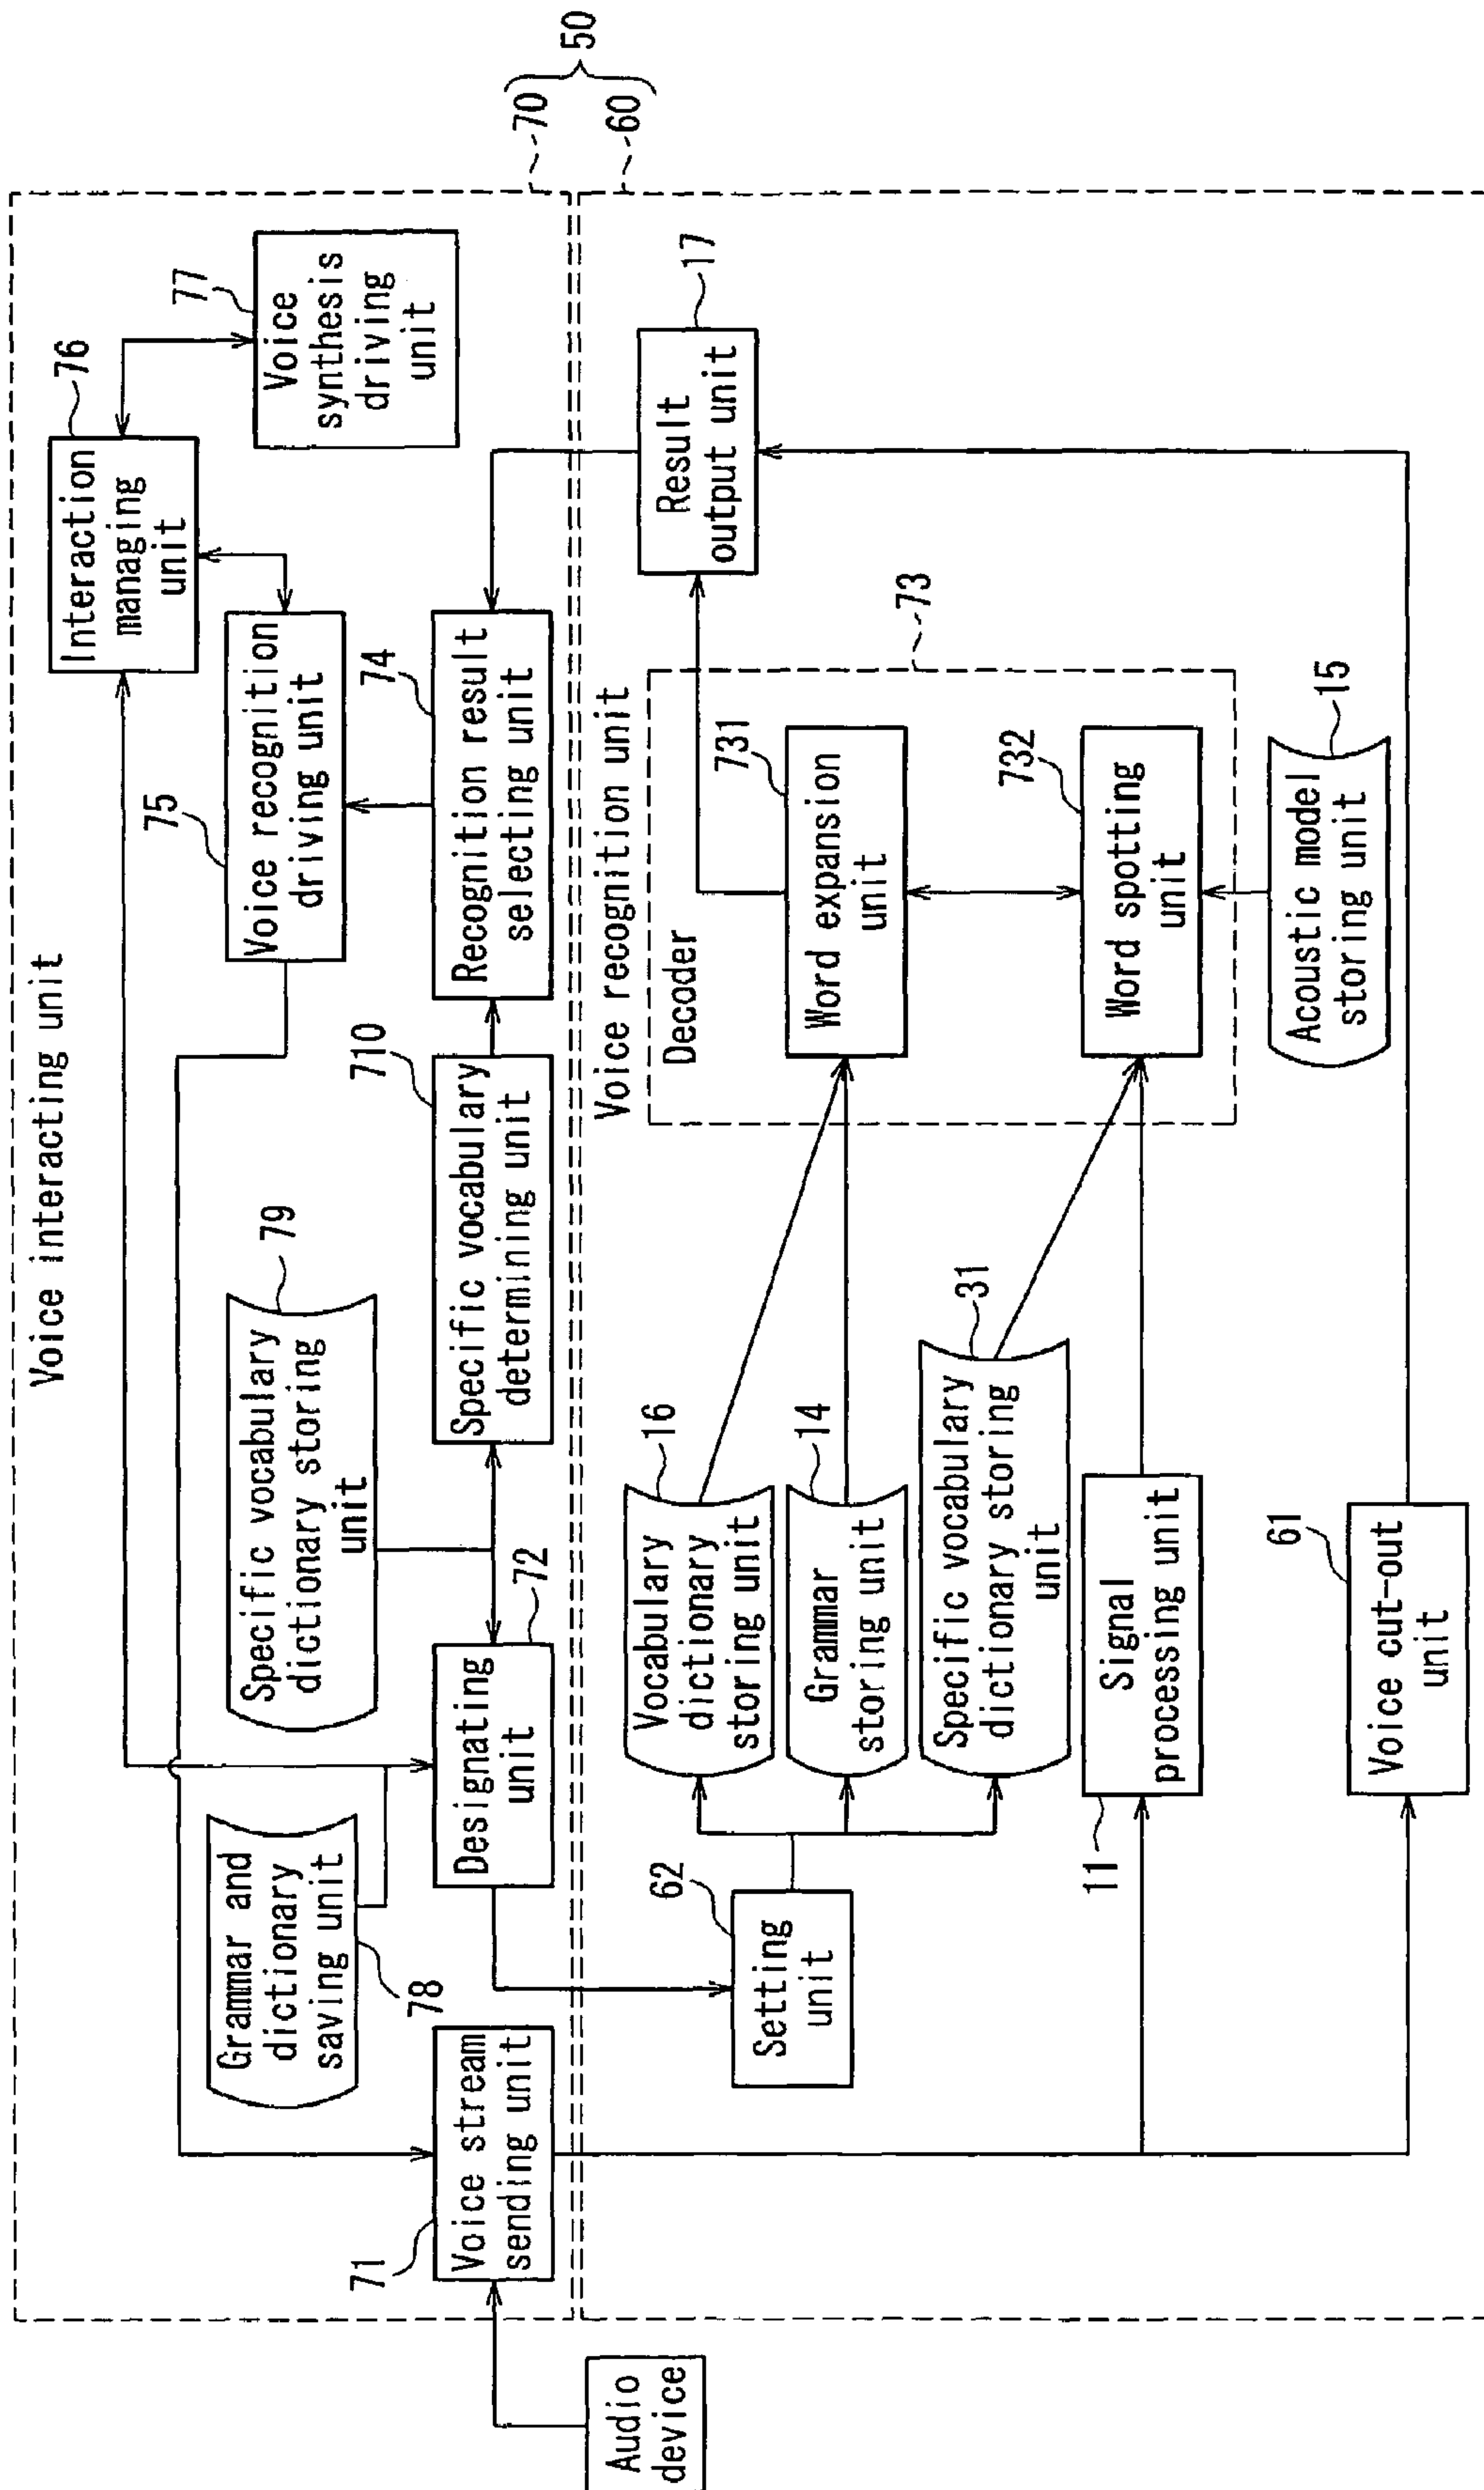 Voice interacting unit
Grammar and
dictionary
saving unit
78
Specific vocabulary
dictionary storing
unit
79
75
Voice recognition
driving unit
Interaction
managing
unit
76
77
Voice
synthesis
driving
unit
71
Voice stream
sending unit
Designating
unit
72
Specific vocabulary
determining unit
710
Recognition result
selecting unit
74
70
60
50
Audio
device
Voice recognition unit
62
Setting
unit
Vocabulary
dictionary
storing unit
16
Grammar
storing unit
14
Specific vocabulary
dictionary storing
unit
31
11
Signal
processing unit
61
Voice cut-out
unit
Decoder
73
731
Word expansion
unit
732
Word spotting
unit
Acoustic model
storing unit
15
Result
output unit
17